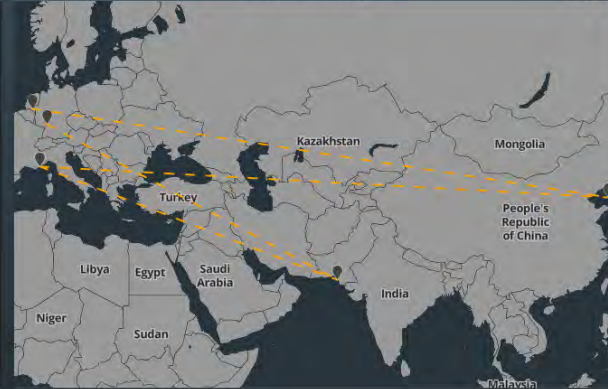 Kazakhstan
Mongolia
Turkey
People's
Republic
of China
Libya
Egypt
Saudi
Arabia
India
Niger
Sudan
Malaysia